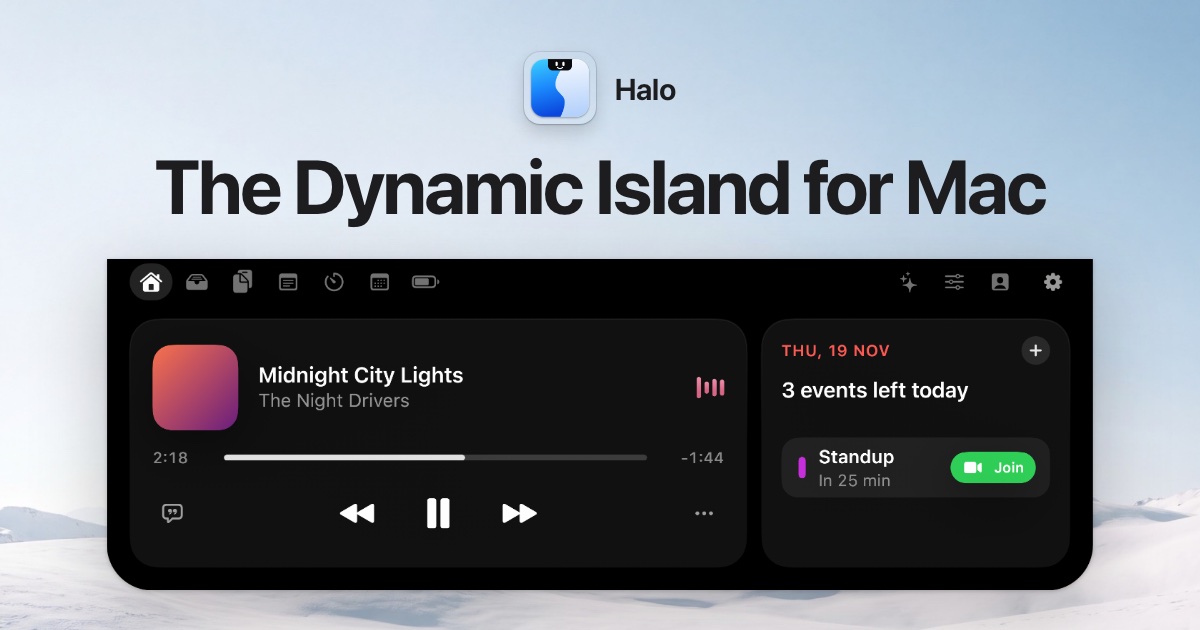 Halo
The Dynamic Island for Mac
Midnight City Lights
The Night Drivers
2:18
-1:44
THU, 19 NOV
3 events left today
Standup
In 25 min
Join